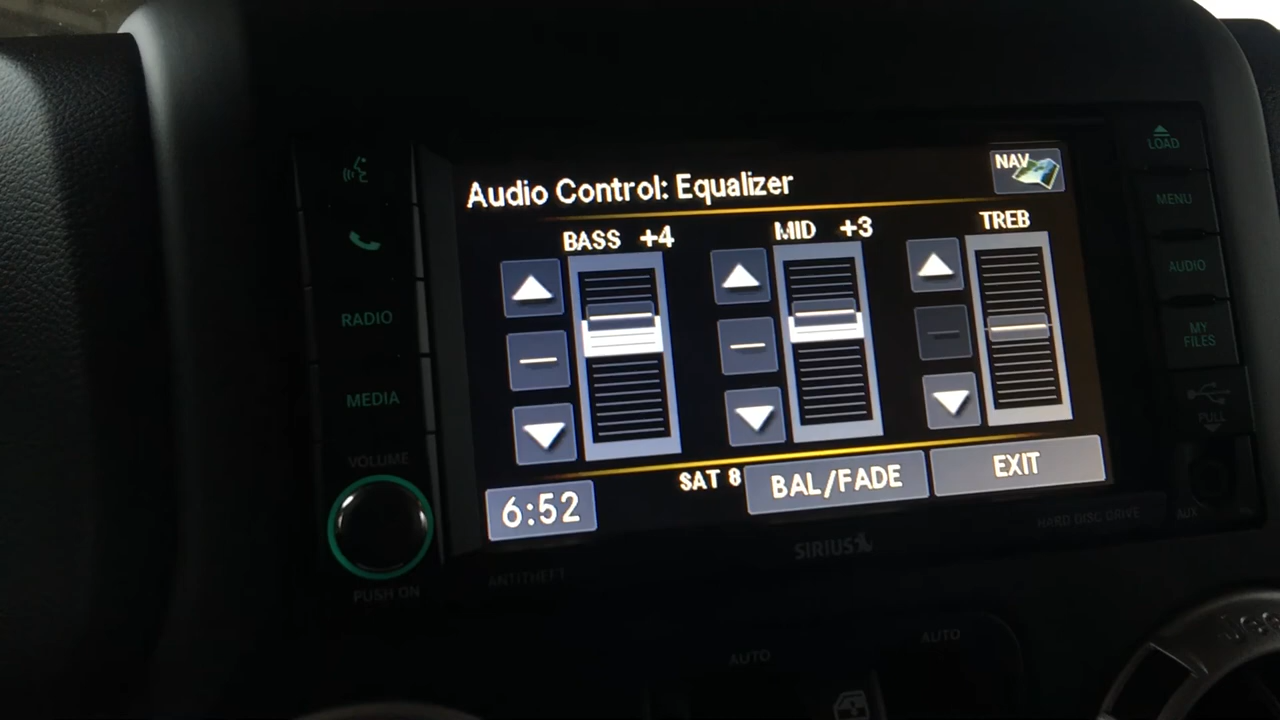 LOAD
NAV
Audio Control: Equalizer
MENU
BASS +4
MID +3
TREB
AUDIO
RADIO
MY
FILES
MEDIA
PULL
VOLUME
SAT 8
BAL/FADE
EXIT
6:52
AUX
HARD DISC DRIVE
SIRIUS
ANTITHEFT
PUSH ON
AUTO
AUTO
Jeep